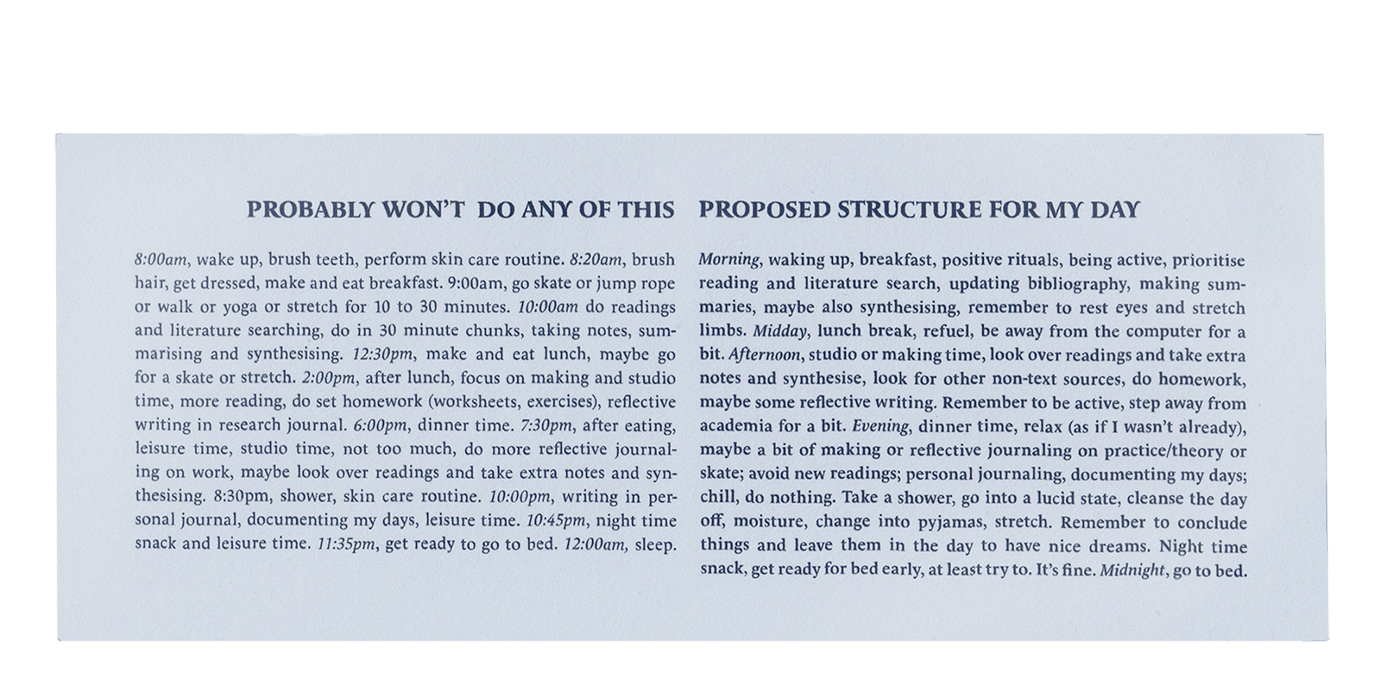 PROBABLY WON'T DO ANY OF THIS
8:00am, wake up, brush teeth, perform skin care routine. 8:20am, brush
hair, get dressed, make and eat breakfast. 9:00am, go skate or jump rope
or walk or yoga or stretch for 10 to 30 minutes. 10:00am do readings
and literature searching, do in 30 minute chunks, taking notes, sum-
marising and synthesising. 12:30pm, make and eat lunch, maybe go
for a skate or stretch. 2:00pm, after lunch, focus on making and studio
time, more reading, do set homework (worksheets, exercises), reflective
writing in research journal. 6:00pm, dinner time. 7:30pm, after eating,
leisure time, studio time, not too much, do more reflective journal-
ing on work, maybe look over readings and take extra notes and syn-
thesising. 8:30pm, shower, skin care routine. 10:00pm, writing in per-
sonal journal, documenting my days, leisure time. 10:45pm, night time
snack and leisure time. 11:35pm, get ready to go to bed. 12:00am, sleep.
PROPOSED STRUCTURE FOR MY DAY
Morning, waking up, breakfast, positive rituals, being active, prioritise
reading and literature search, updating bibliography, making sum-
maries, maybe also synthesising, remember to rest eyes and stretch
limbs. Midday, lunch break, refuel, be away from the computer for a
bit. Afternoon, studio or making time, look over readings and take extra
notes and synthesise, look for other non-text sources, do homework,
maybe some reflective writing. Remember to be active, step away from
academia for a bit. Evening, dinner time, relax (as if I wasn't already),
maybe a bit of making or reflective journaling on practice/theory or
skate; avoid new readings; personal journaling, documenting my days;
chill, do nothing. Take a shower, go into a lucid state, cleanse the day
off, moisture, change into pyjamas, stretch. Remember to conclude
things and leave them in the day to have nice dreams. Night time
snack, get ready for bed early, at least try to. It's fine. Midnight, go to bed.